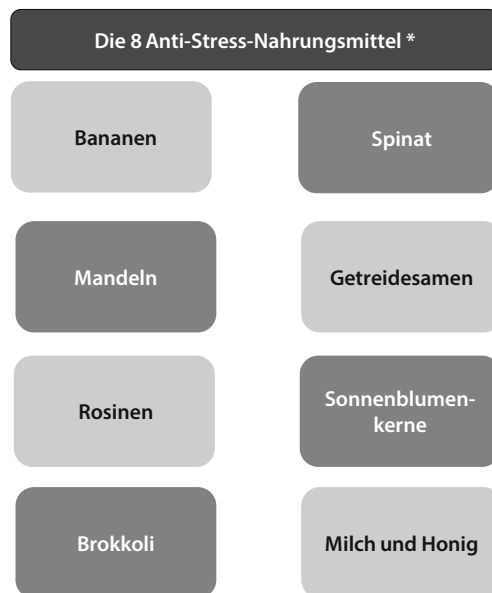 Die 8 Anti-Stress-Nahrungsmittel *
Bananen
Spinat
Mandeln
Getreidesamen
Rosinen
Sonnenblumen-
kerne
Brokkoli
Milch und Honig